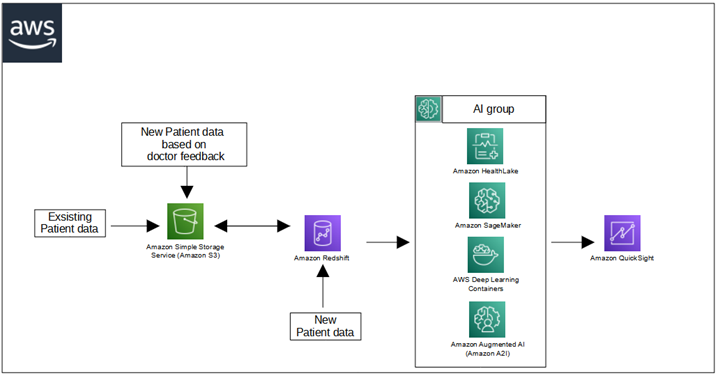 aws
AI group
New Patient data
based on
doctor feedback
Amazon HealthLake
Exsisting
Patient data
Amazon Simple Storage
Service (Amazon S3)
Amazon Redshift
Amazon SageMaker
Amazon QuickSight
AWS Deep Learning
Containers
New
Patient data
Amazon Augmented AI
(Amazon A2I)